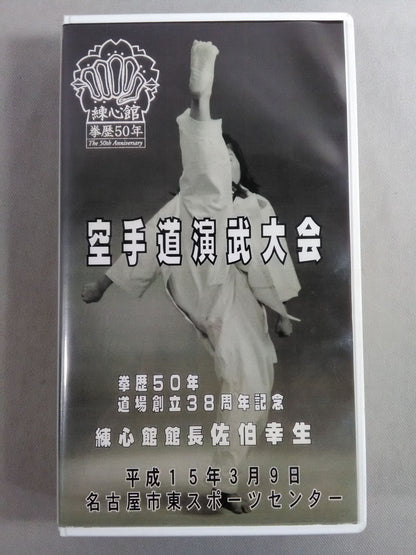 練心館
拳歴50年
The 50th Anniversary
空手道演武大会
拳歴50年
道場創立38周年記念
練心館館長佐伯幸生
平成15年3月9日
名古屋市東スポーツセンター